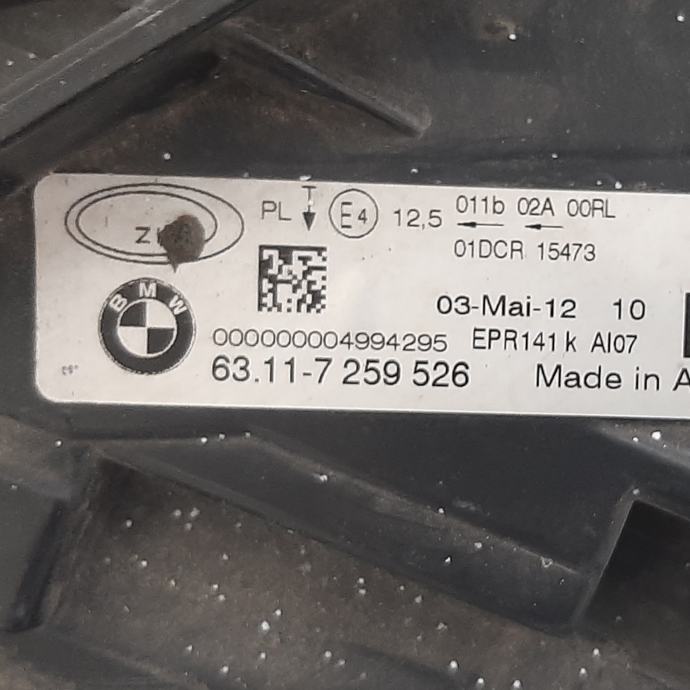 PL T E4 12,5 011b 02A 00RL
01DCR 15473
BMW
03-Mai-12 10
000000004994295 EPR141 k AI07
63.11-7 259 526 Made in A